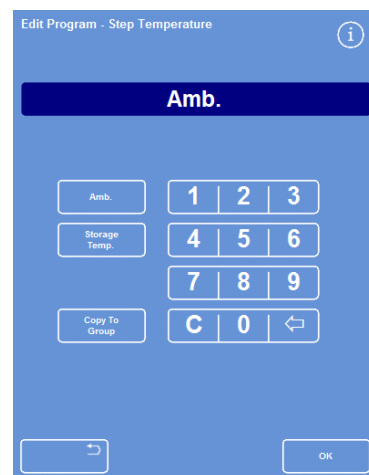 Edit Program - Step Temperature
i
Amb.
Amb.
1 2 3
Storage
Temp.
4 5 6
7 8 9
Copy To
Group
C 0
OK